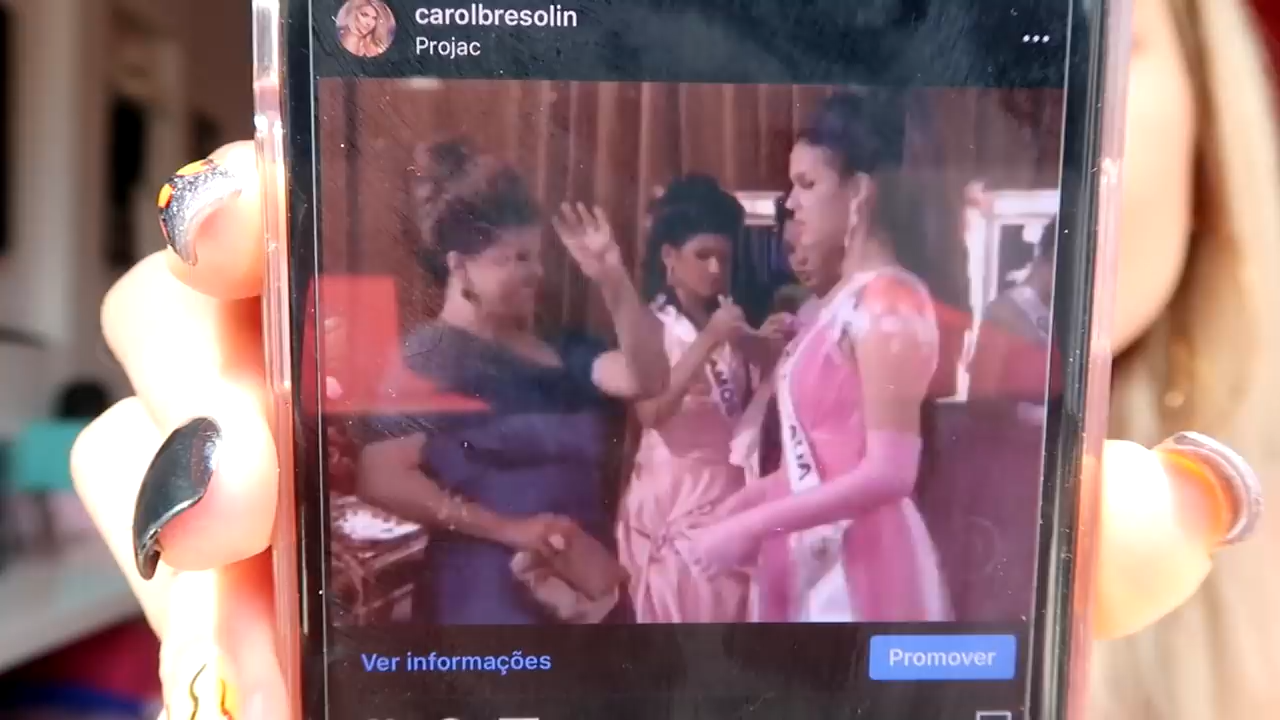 carolbresolin
Projac
Ver informações
Promover